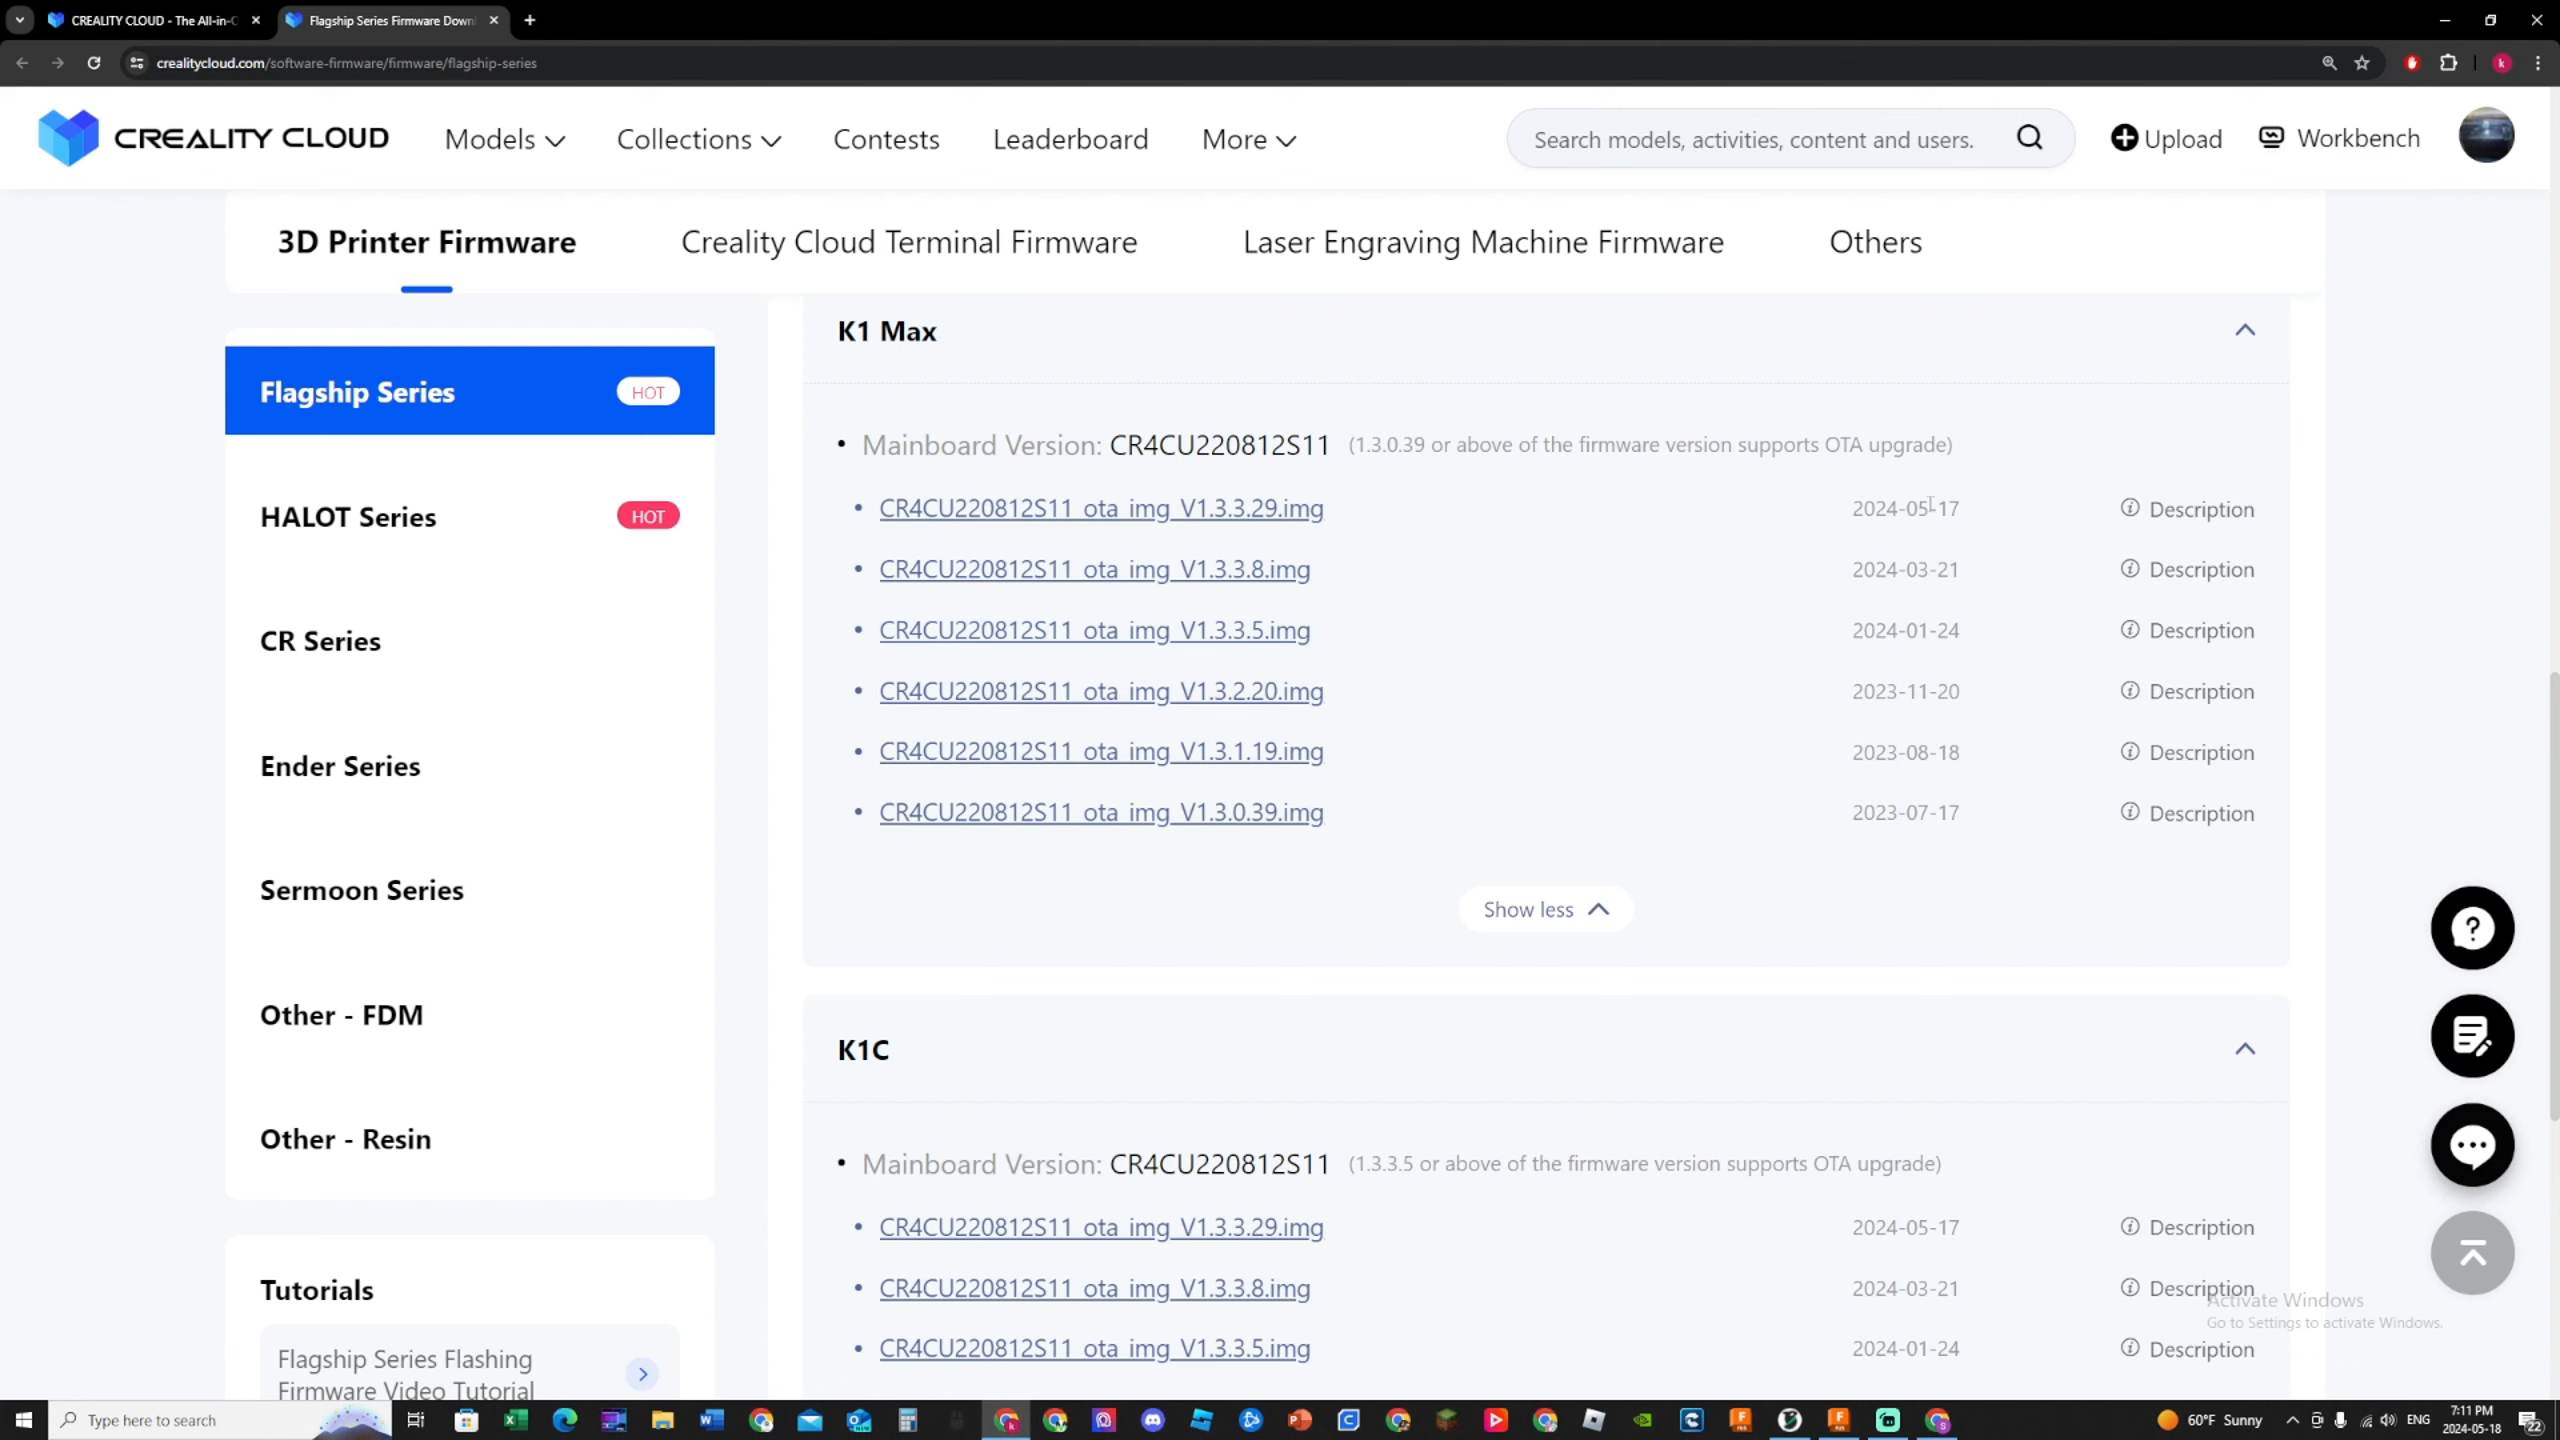 CREALITY CLOUD - The All-in-C
Flagship Series Firmware Down
crealitycloud.com/software-firmware/firmware/flagship-series
k
CREALITY CLOUD
Models
Collections
Contests
Leaderboard
More
Search models, activities, content and users.
Upload
Workbench
3D Printer Firmware
Creality Cloud Terminal Firmware
Laser Engraving Machine Firmware
Others
Flagship Series
HOT
HALOT Series
HOT
CR Series
Ender Series
Sermoon Series
Other - FDM
Other - Resin
Tutorials
Flagship Series Flashing
Firmware Video Tutorial
K1 Max
Mainboard Version: CR4CU220812S11 (1.3.0.39 or above of the firmware version supports OTA upgrade)
CR4CU220812S11_ota_img_V1.3.3.29.img 2024-05-17 Description
CR4CU220812S11_ota_img_V1.3.3.8.img 2024-03-21 Description
CR4CU220812S11_ota_img_V1.3.3.5.img 2024-01-24 Description
CR4CU220812S11_ota_img_V1.3.2.20.img 2023-11-20 Description
CR4CU220812S11_ota_img_V1.3.1.19.img 2023-08-18 Description
CR4CU220812S11_ota_img_V1.3.0.39.img 2023-07-17 Description
Show less
K1C
Mainboard Version: CR4CU220812S11 (1.3.3.5 or above of the firmware version supports OTA upgrade)
CR4CU220812S11_ota_img_V1.3.3.29.img 2024-05-17 Description
CR4CU220812S11_ota_img_V1.3.3.8.img 2024-03-21 Description
CR4CU220812S11_ota_img_V1.3.3.5.img 2024-01-24 Description
Activate Windows
Go to Settings to activate Windows.
Type here to search
60°F Sunny
ENG
7:11 PM
2024-05-18
22